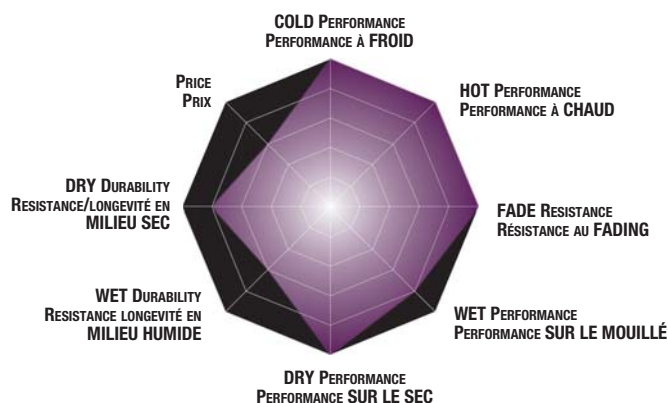 COLD PERFORMANCE
PERFORMANCE À FROID
PRICE
PRIX
HOT PERFORMANCE
PERFORMANCE À CHAUD
DRY DURABILITY
RESISTANCE/LONGEVITÉ EN
MILIEU SEC
FADE RESISTANCE
RÉSISTANCE AU FADING
WET DURABILITY
RESISTANCE LONGEVITÉ EN
MILIEU HUMIDE
WET PERFORMANCE
PERFORMANCE SUR LE MOUILLÉ
DRY PERFORMANCE
PERFORMANCE SUR LE SEC